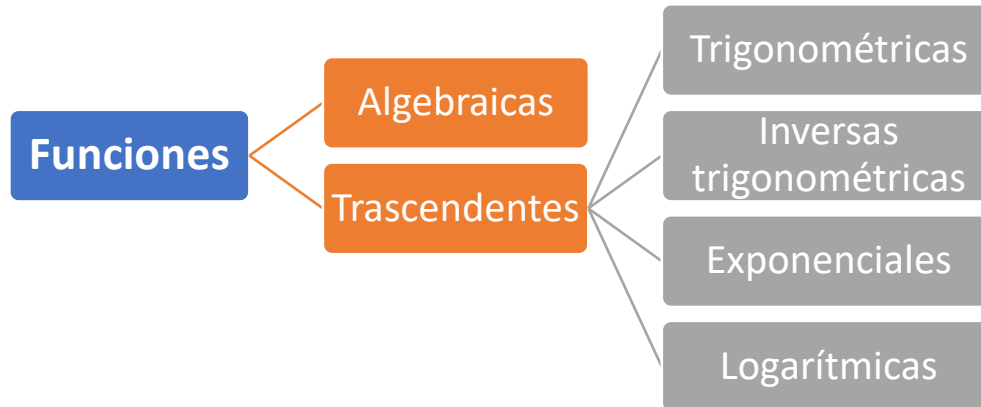 Funciones
Algebraicas
Trascendentes
Trigonométricas
Inversas
trigonométricas
Exponenciales
Logarítmicas